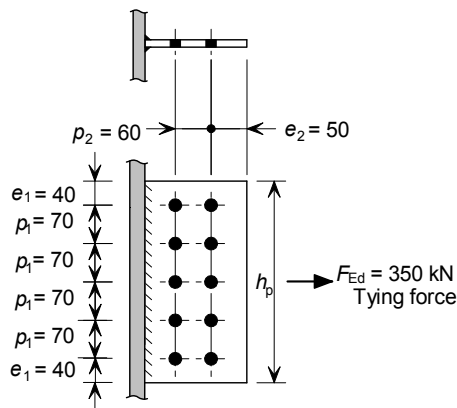 p₂ = 60
e₂ = 50
e₁ = 40
p₁ = 70
p₁ = 70
p₁ = 70
p₁ = 70
e₁ = 40
hₚ
F_Ed = 350 kN
Tying force